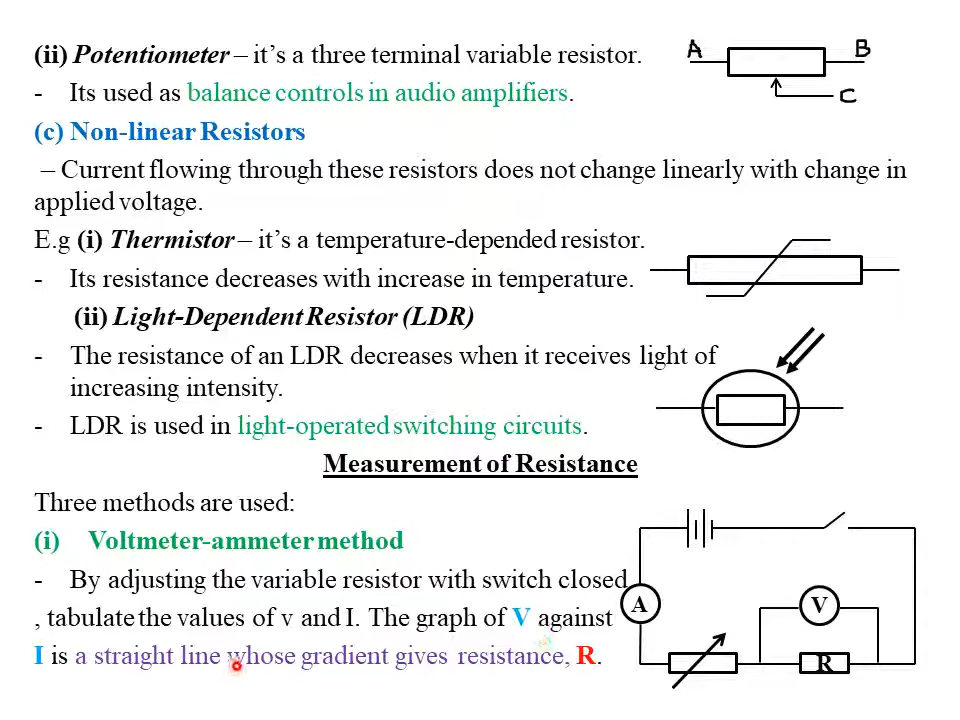 (ii) Potentiometer – it's a three terminal variable resistor.
A B
- Its used as balance controls in audio amplifiers.
C
(c) Non-linear Resistors
– Current flowing through these resistors does not change linearly with change in
applied voltage.
E.g (i) Thermistor – it's a temperature-depended resistor.
- Its resistance decreases with increase in temperature.
(ii) Light-Dependent Resistor (LDR)
- The resistance of an LDR decreases when it receives light of
increasing intensity.
- LDR is used in light-operated switching circuits.
Measurement of Resistance
Three methods are used:
(i) Voltmeter-ammeter method
- By adjusting the variable resistor with switch closed
, tabulate the values of v and I. The graph of V against
I is a straight line whose gradient gives resistance, R.
A
V
R